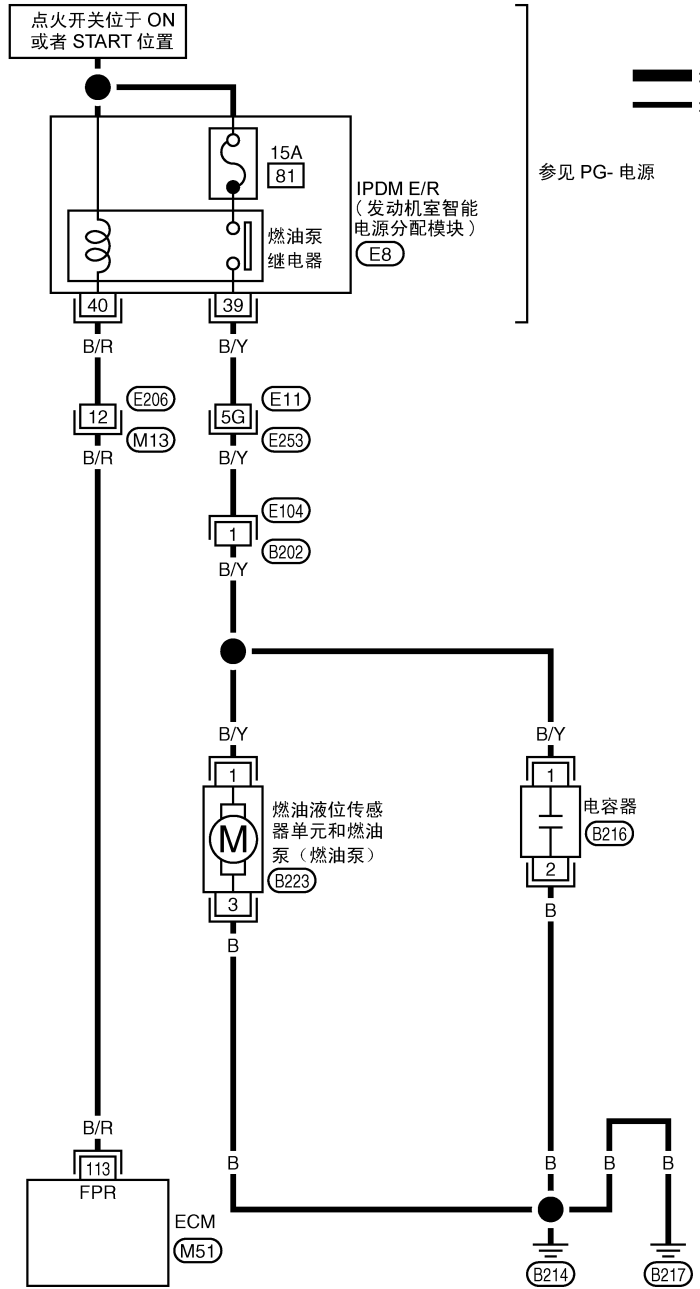 点火开关位于 ON
或者 START 位置
15A
81
参见 PG- 电源
IPDM E/R
（发动机室智能
电源分配模块）
E8
燃油泵
继电器
40
39
B/R
B/Y
12
E206
M13
5G
E11
E253
B/R
B/Y
1
E104
B202
B/Y
B/Y
B/Y
1
1
燃油液位传感
器单元和燃油
泵（燃油泵）
B223
M
电容器
B216
3
2
B
B
B/R
B
B
B
B
113
FPR
ECM
M51
B214
B217